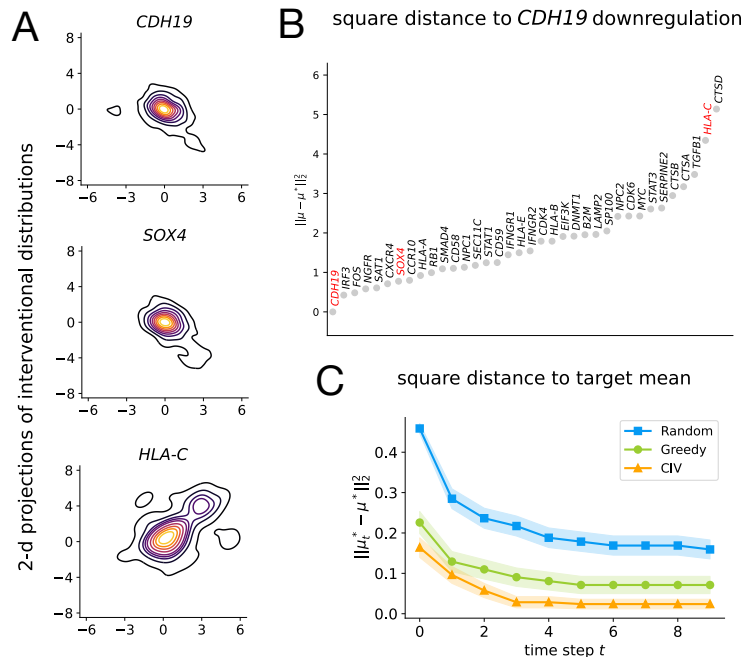 A
2-d projections of interventional distributions
CDH19
8
4
0
−4
−8
−6
−3
0
3
6
SOX4
8
4
0
−4
−8
−6
−3
0
3
6
HLA-C
8
4
0
−4
−8
−6
−3
0
3
6
B
square distance to CDH19 downregulation
||μ−μ*||₂²
6
5
4
3
2
1
0
CDH19
IRF3
FOS
NGFR
SAT1
CXCR4
SOX4
CCR10
HLA-A
RB1
SMAD4
CD58
NPC1
SEC11C
STAT1
CD59
IFNGR1
HLA-E
IFNGR2
CDK4
HLA-B
EIF3K
DNMT1
B2M
LAMP2
SP100
NPC2
CDK6
MYC
STAT3
SERPINE2
CTSB
CTSA
TGFB1
HLA-C
CTSD
C
square distance to target mean
||μₜ*−μ*||₂²
0.4
0.3
0.2
0.1
0.0
Random
Greedy
CIV
0
2
4
6
8
time step t